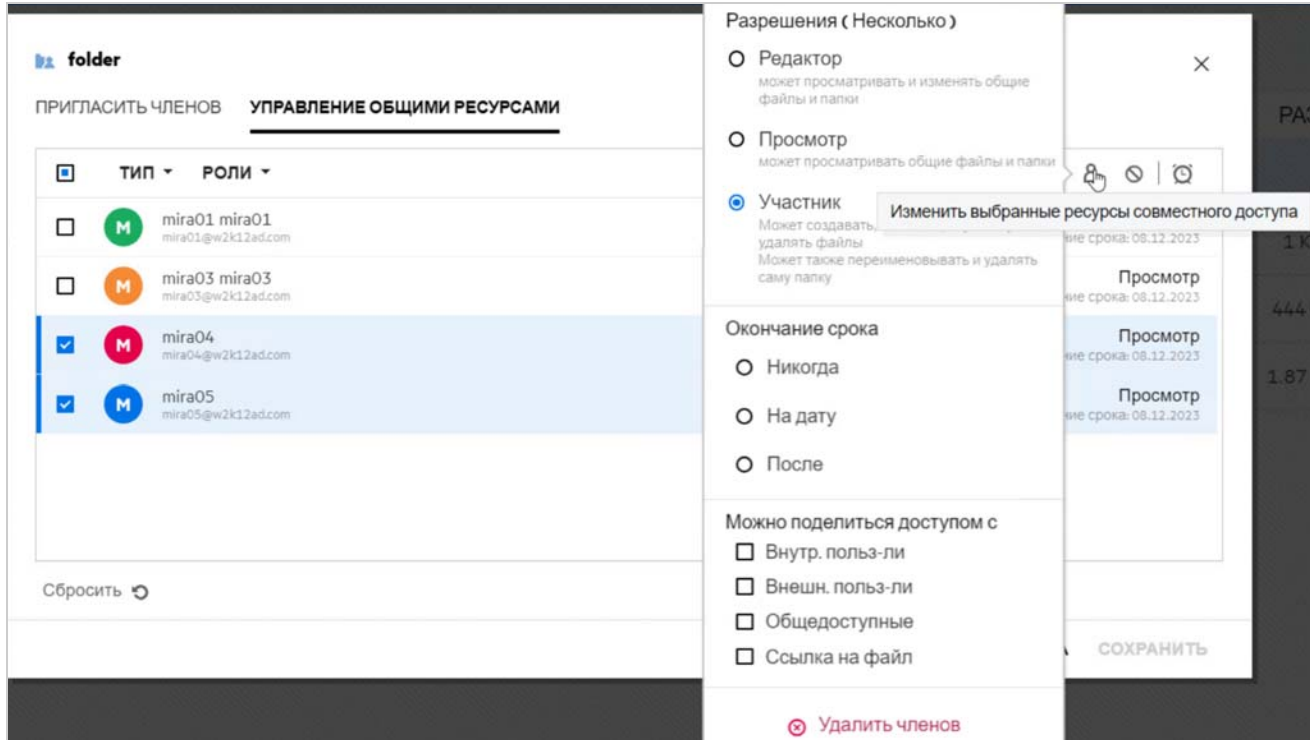 folder
ПРИГЛАСИТЬ ЧЛЕНОВ УПРАВЛЕНИЕ ОБЩИМИ РЕСУРСАМИ
ТИП РОЛИ
mira01 mira01
mira01@w2k12ad.com
mira03 mira03
mira03@w2k12ad.com
mira04
mira04@w2k12ad.com
mira05
mira05@w2k12ad.com
Сбросить
Разрешения (Несколько)
Редактор
может просматривать и изменять общие
файлы и папки
Просмотр
может просматривать общие файлы и папки
Участник
Может создавать,
удалять файлы
Может также переименовывать и удалять
саму папку
Окончание срока
Никогда
На дату
После
Можно поделиться доступом с
Внутр. польз-ли
Внешн. польз-ли
Общедоступные
Ссылка на файл
Удалить членов
Изменить выбранные ресурсы совместного доступа
срока: 08.12.2023
Просмотр
срока: 08.12.2023
Просмотр
срока: 08.12.2023
Просмотр
срока: 08.12.2023
СОХРАНИТЬ
444
1.87